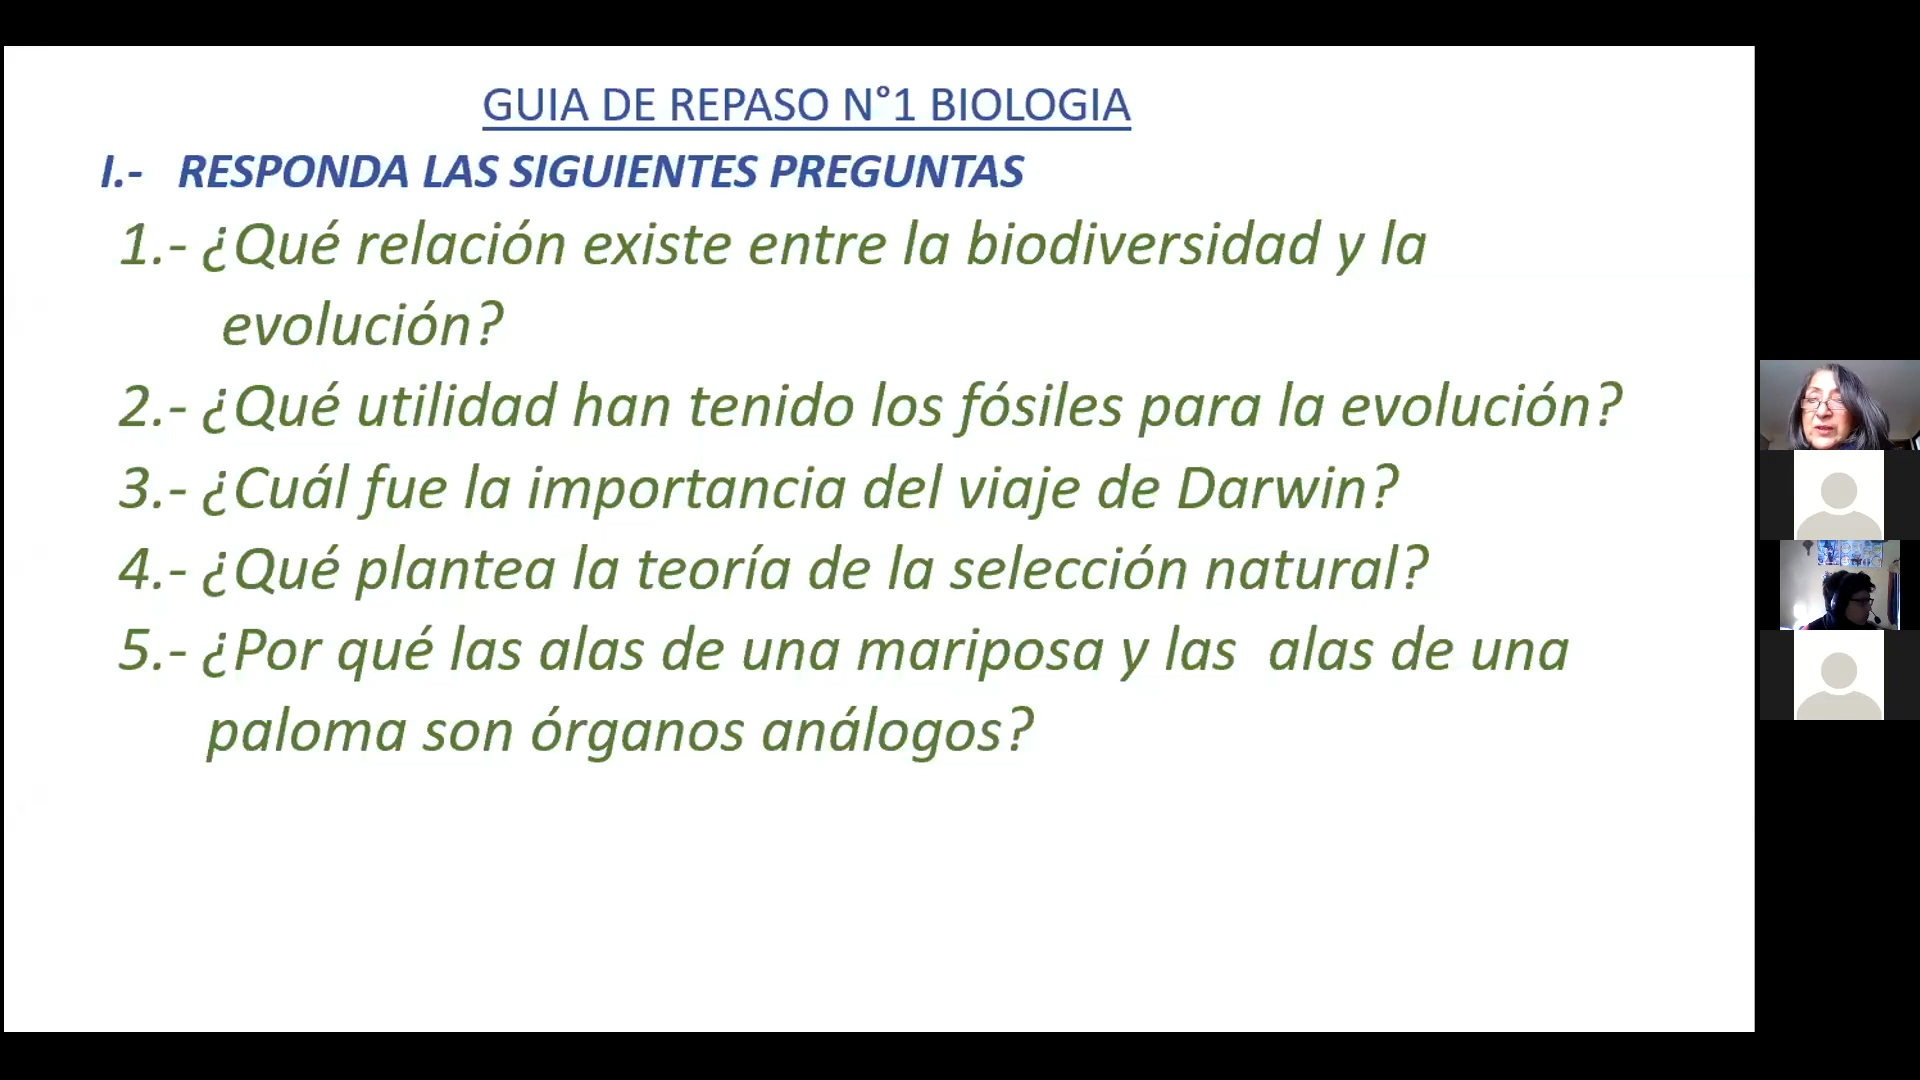 GUIA DE REPASO N°1 BIOLOGIA
I.- RESPONDA LAS SIGUIENTES PREGUNTAS
1.- ¿Qué relación existe entre la biodiversidad y la
evolución?
2.- ¿Qué utilidad han tenido los fósiles para la evolución?
3.- ¿Cuál fue la importancia del viaje de Darwin?
4.- ¿Qué plantea la teoría de la selección natural?
5.- ¿Por qué las alas de una mariposa y las alas de una
paloma son órganos análogos?